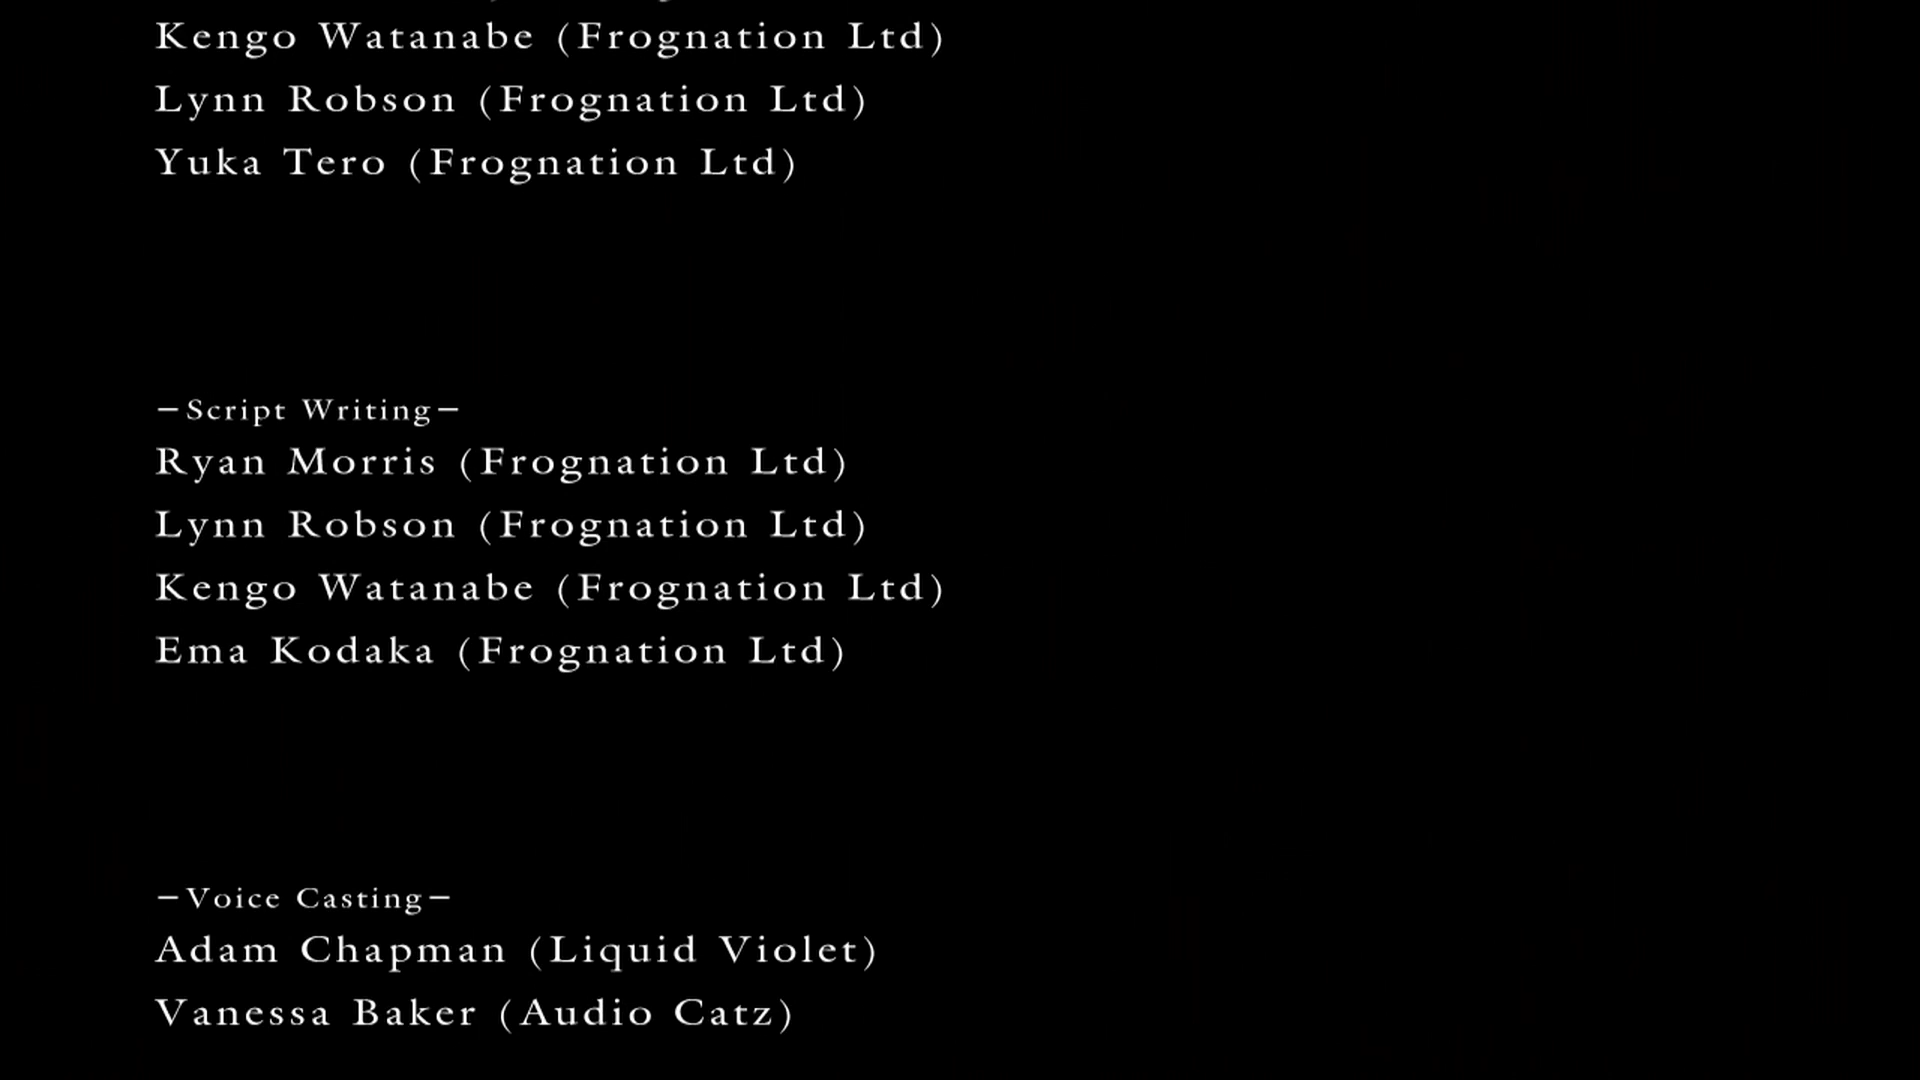 Kengo Watanabe (Frognation Ltd)
Lynn Robson (Frognation Ltd)
Yuka Tero (Frognation Ltd)
—Script Writing—
Ryan Morris (Frognation Ltd)
Lynn Robson (Frognation Ltd)
Kengo Watanabe (Frognation Ltd)
Ema Kodaka (Frognation Ltd)
—Voice Casting—
Adam Chapman (Liquid Violet)
Vanessa Baker (Audio Catz)